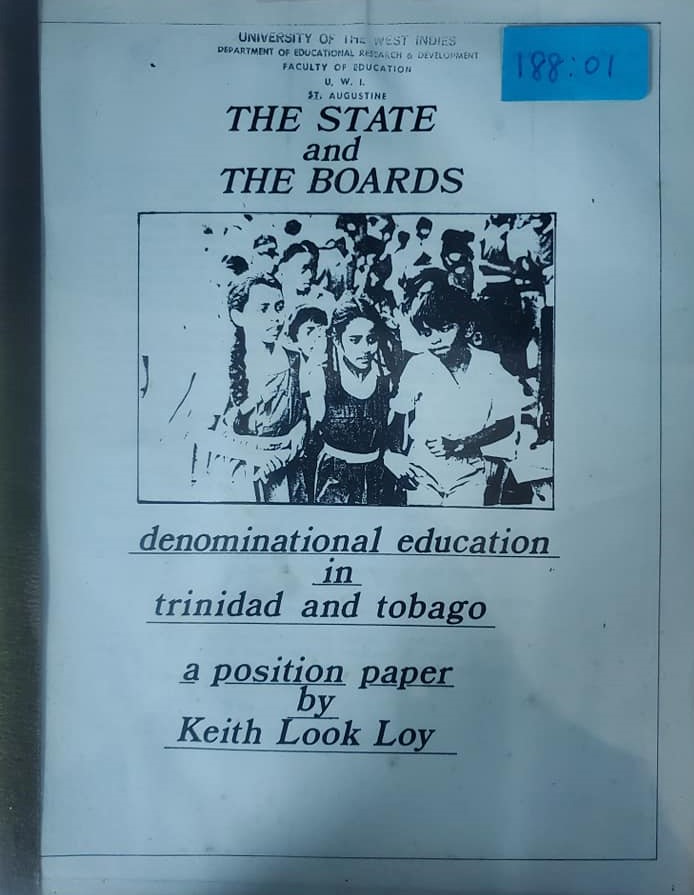 UNIVERSITY OF THE WEST INDIES
DEPARTMENT OF EDUCATIONAL RESEARCH & DEVELOPMENT
FACULTY OF EDUCATION
U. W. I.
ST. AUGUSTINE
188:01
THE STATE
and
THE BOARDS
denominational education
in
trinidad and tobago
a position paper
by
Keith Look Loy